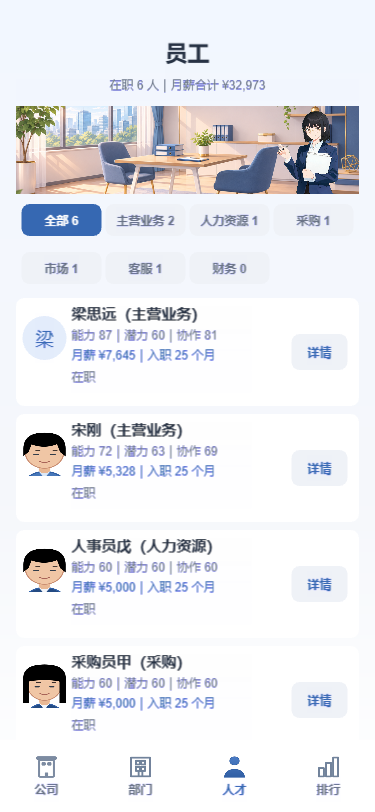 员工
在职 6 人 | 月薪合计 ¥32,973
全部 6 主营业务 2 人力资源 1 采购 1
市场 1 客服 1 财务 0
梁思远（主营业务）
梁
能力 87 | 潜力 60 | 协作 81
月薪 ¥7,645 | 入职 25 个月
详情
在职
宋刚（主营业务）
能力 72 | 潜力 63 | 协作 69
月薪 ¥5,328 | 入职 25 个月
详情
在职
人事员戊（人力资源）
能力 60 | 潜力 60 | 协作 60
月薪 ¥5,000 | 入职 25 个月
详情
在职
采购员甲（采购）
能力 60 | 潜力 60 | 协作 60
月薪 ¥5,000 | 入职 25 个月
详情
在职
公司 部门 人才 排行